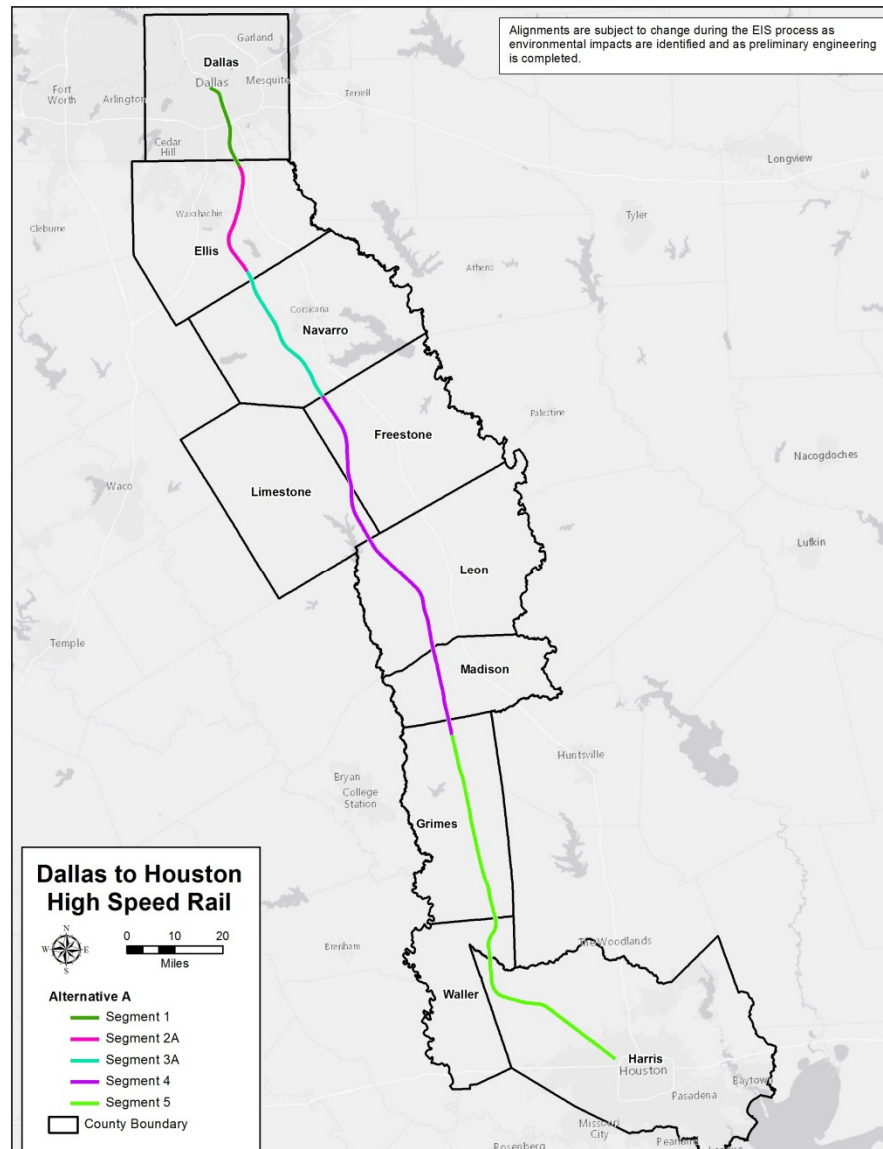 Alignments are subject to change during the EIS process as
environmental impacts are identified and as preliminary engineering
is completed.
Garland
Dallas
Dallas
Mesquite
Fort
Worth
Arlington
Terrell
Cedar
Hill
Longview
Waxahachie
Tyler
Cleburne
Ellis
Athens
Corsicana
Navarro
Palestine
Freestone
Nacogdoches
Waco
Limestone
Lufkin
Leon
Temple
Madison
Huntsville
Bryan
College
Station
Grimes
Brenham
The Woodlands
Waller
Harris
Houston
Baytown
Pasadena
Missouri
City
Rosenberg
Dallas to Houston
High Speed Rail
N
W
E
S
0
10
20
Miles
Alternative A
Segment 1
Segment 2A
Segment 3A
Segment 4
Segment 5
County Boundary